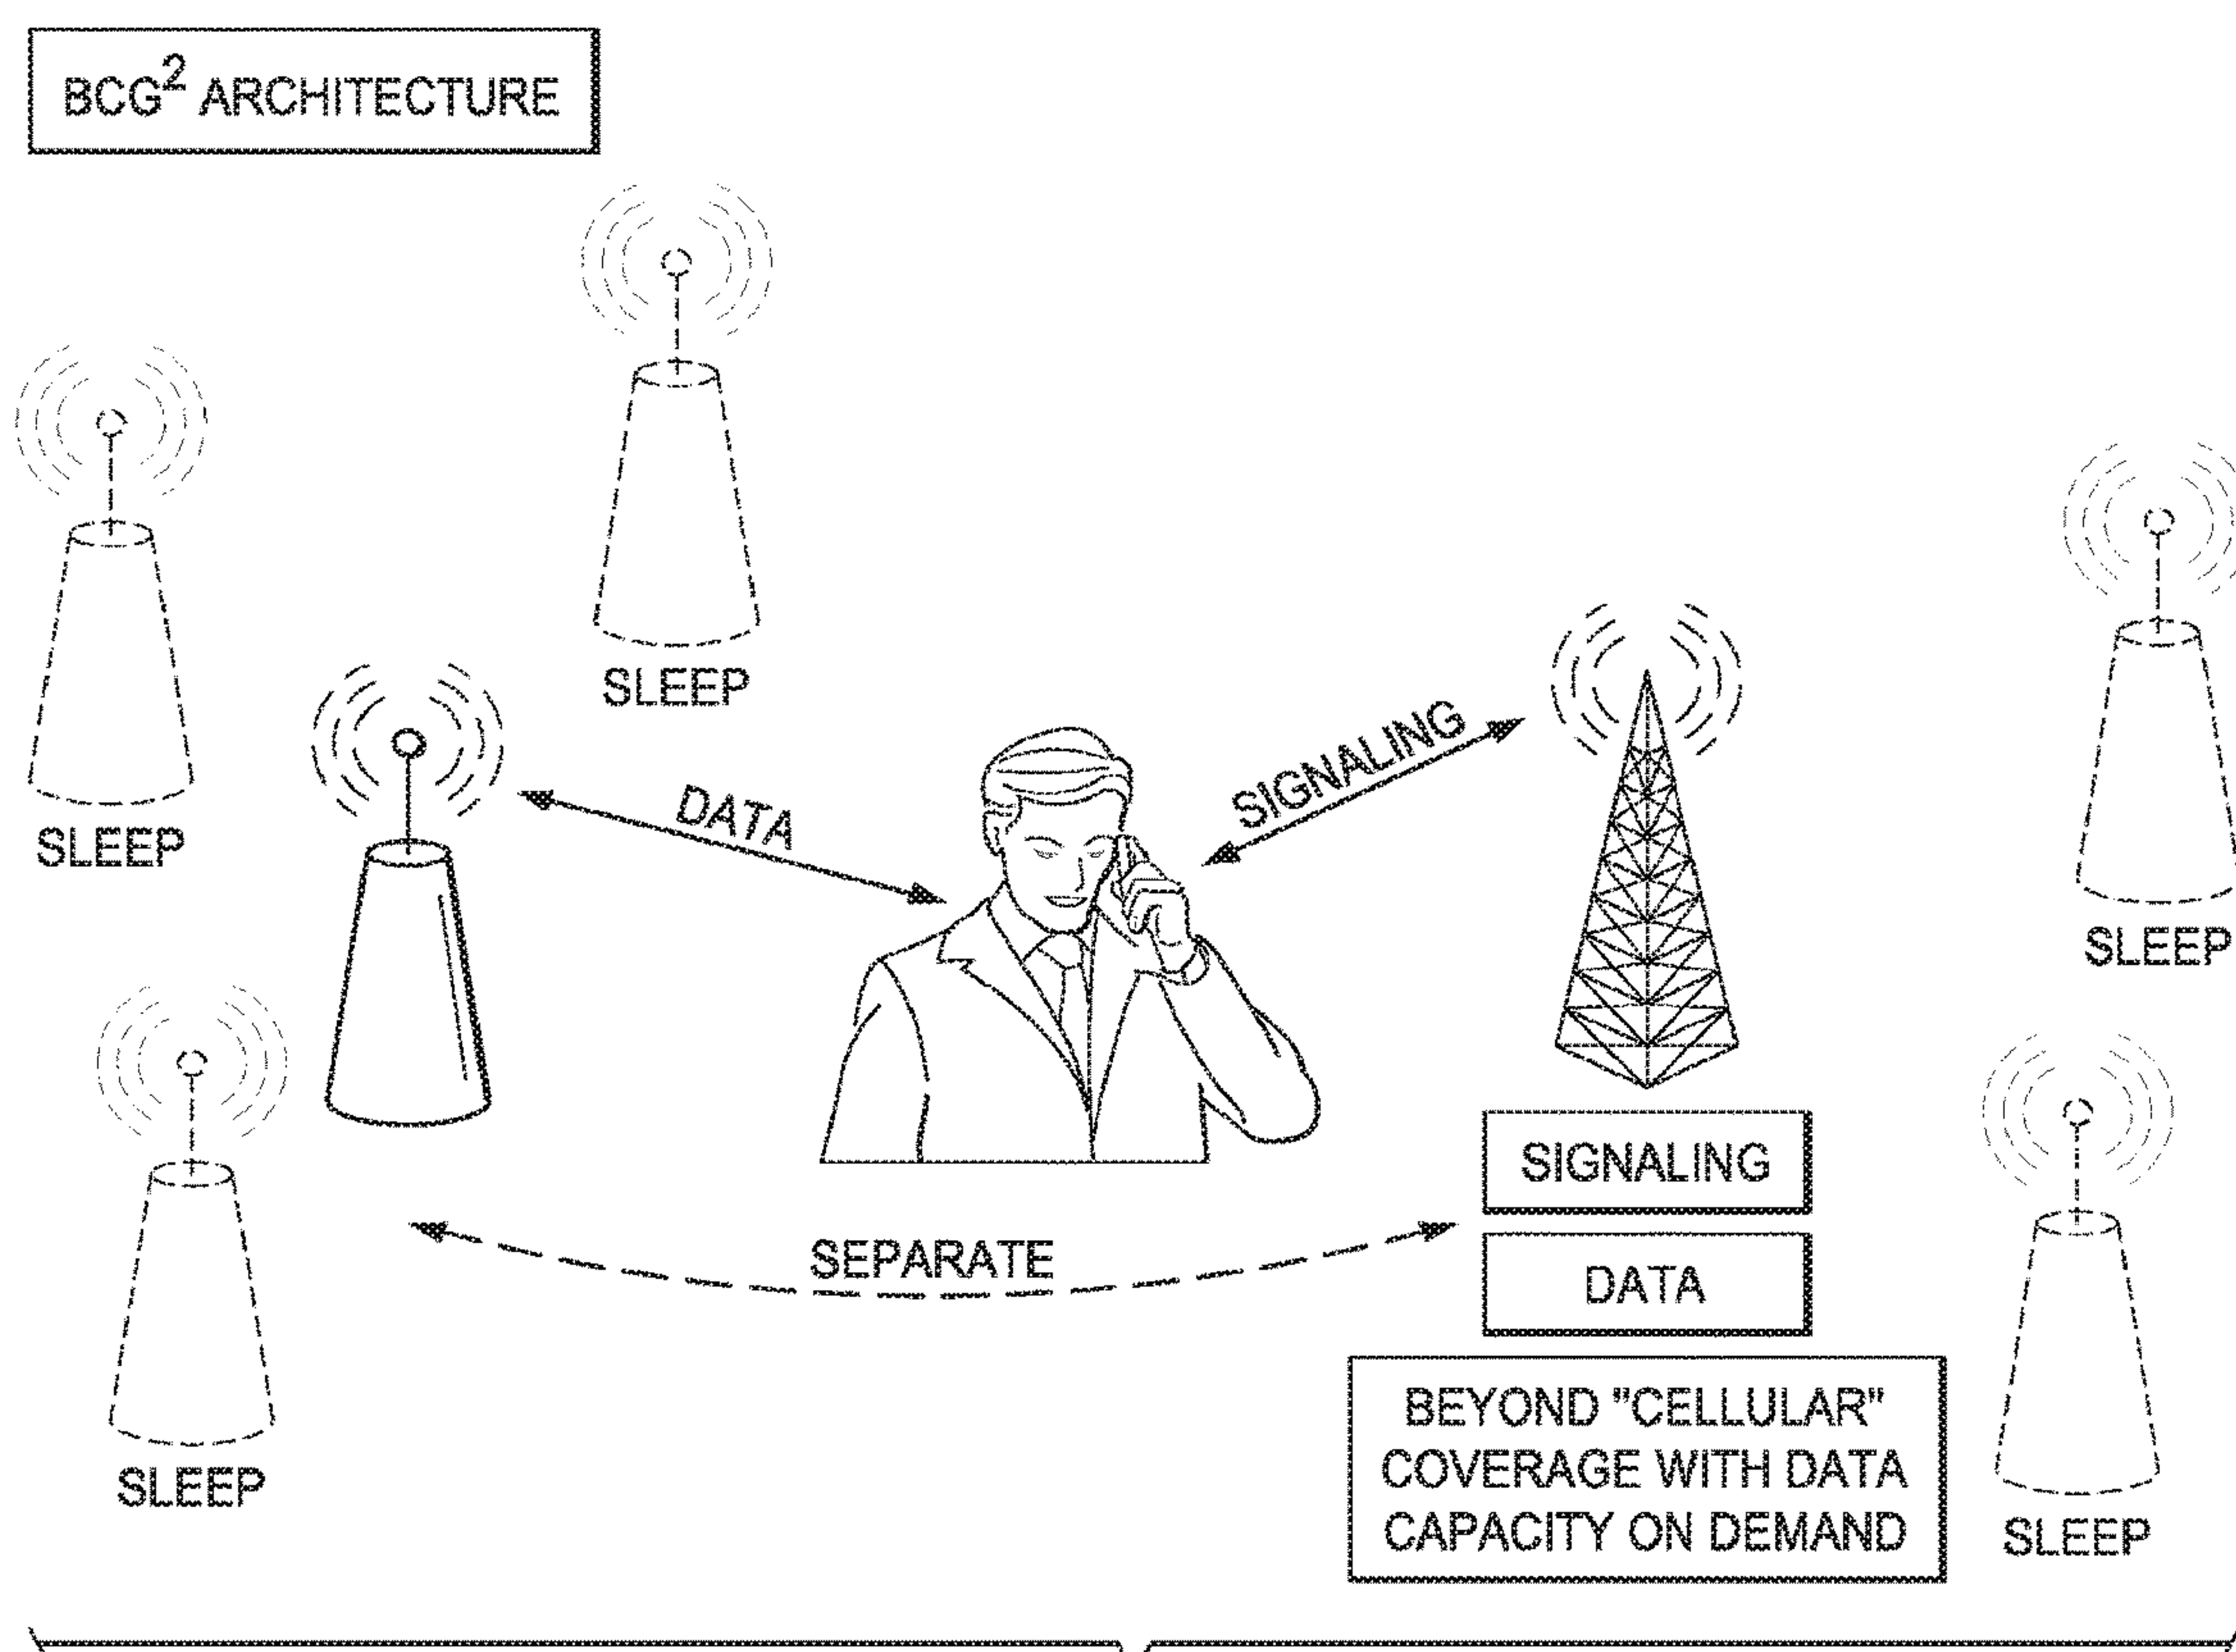 BCG² ARCHITECTURE
SLEEP
SLEEP
DATA
SIGNALING
SLEEP
SIGNALING
SEPARATE
DATA
BEYOND "CELLULAR"
COVERAGE WITH DATA
CAPACITY ON DEMAND
SLEEP
SLEEP